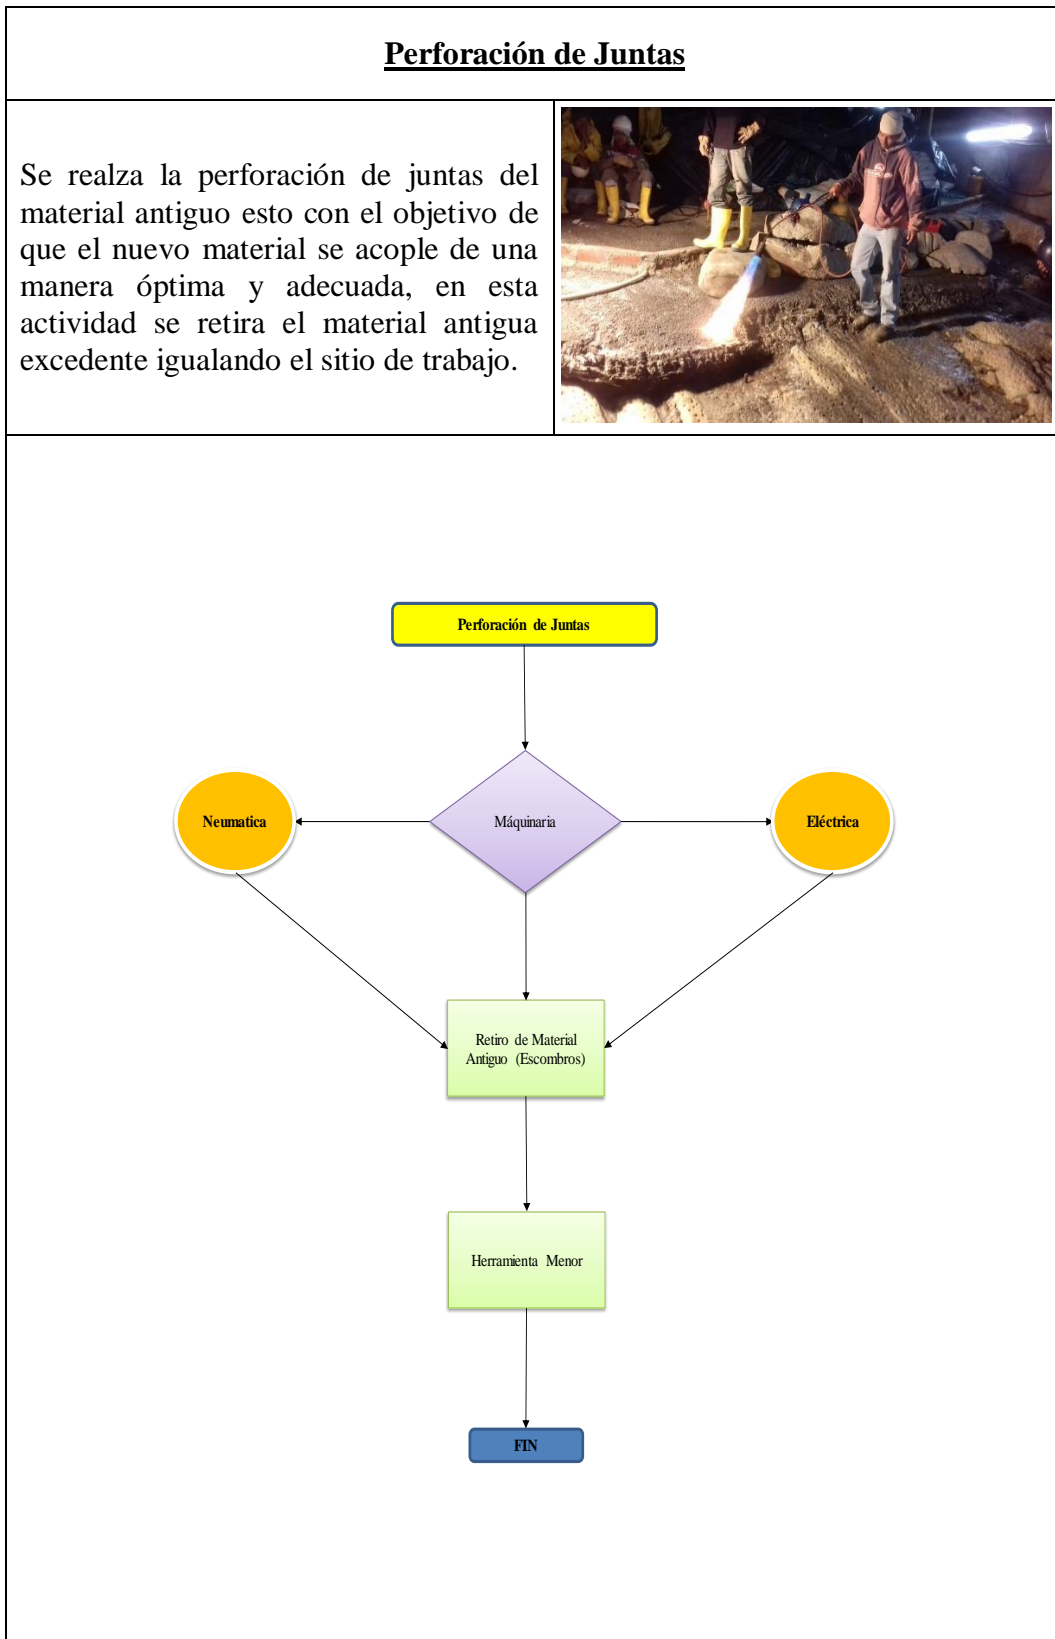 Perforación de Juntas
Se realza la perforación de juntas del
material antiguo esto con el objetivo de
que el nuevo material se acople de una
manera óptima y adecuada, en esta
actividad se retira el material antigua
excedente igualando el sitio de trabajo.
Perforación de Juntas
Neumatica
Máquinaria
Eléctrica
Retiro de Material
Antiguo (Escombros)
Herramienta Menor
FIN